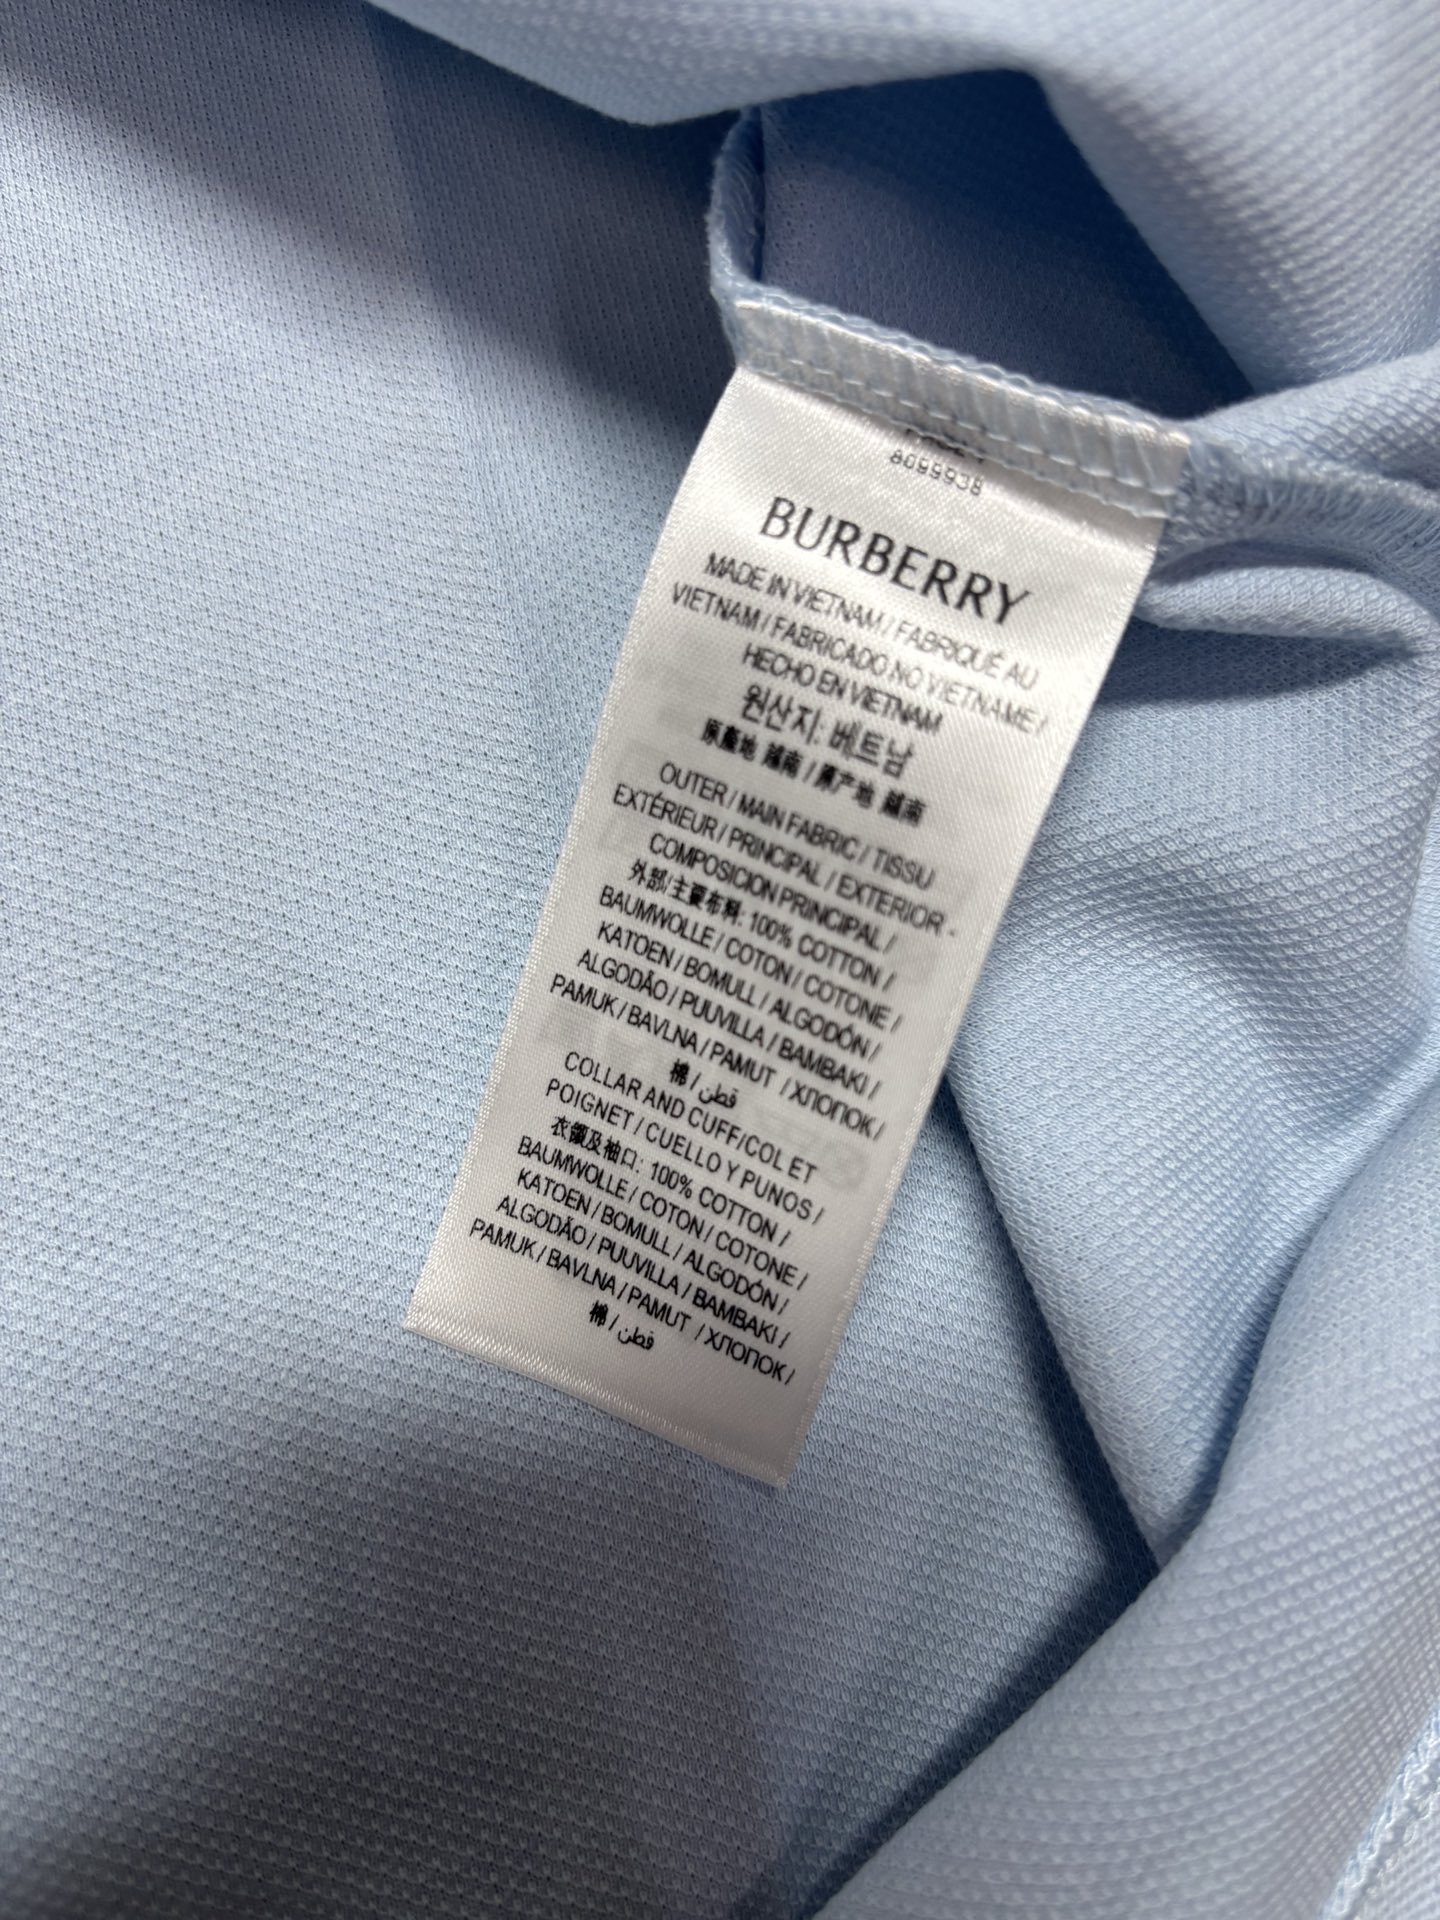 8099938
BURBERRY
MADE IN VIETNAM / FABRIQUÉ AU
VIETNAM / FABRICADO NO VIETNAME /
HECHO EN VIETNAM
원산지: 베트남
原產地 越南 / 原产地 越南
OUTER / MAIN FABRIC / TISSU
EXTÉRIEUR / PRINCIPAL / EXTERIOR -
COMPOSICION PRINCIPAL /
外部/主要布料: 100% COTTON /
BAUMWOLLE / COTON / COTONE /
KATOEN / BOMULL / ALGODÓN /
ALGODÃO / PUUVILLA / BAMBAKI /
PAMUK / BAVLNA / PAMUT / ХЛОПОК /
棉 / قطن
COLLAR AND CUFF/COL ET
POIGNET / CUELLO Y PUNOS /
衣領及袖口: 100% COTTON /
BAUMWOLLE / COTON / COTONE /
KATOEN / BOMULL / ALGODÓN /
ALGODÃO / PUUVILLA / BAMBAKI /
PAMUK / BAVLNA / PAMUT / ХЛОПОК /
棉 / قطن